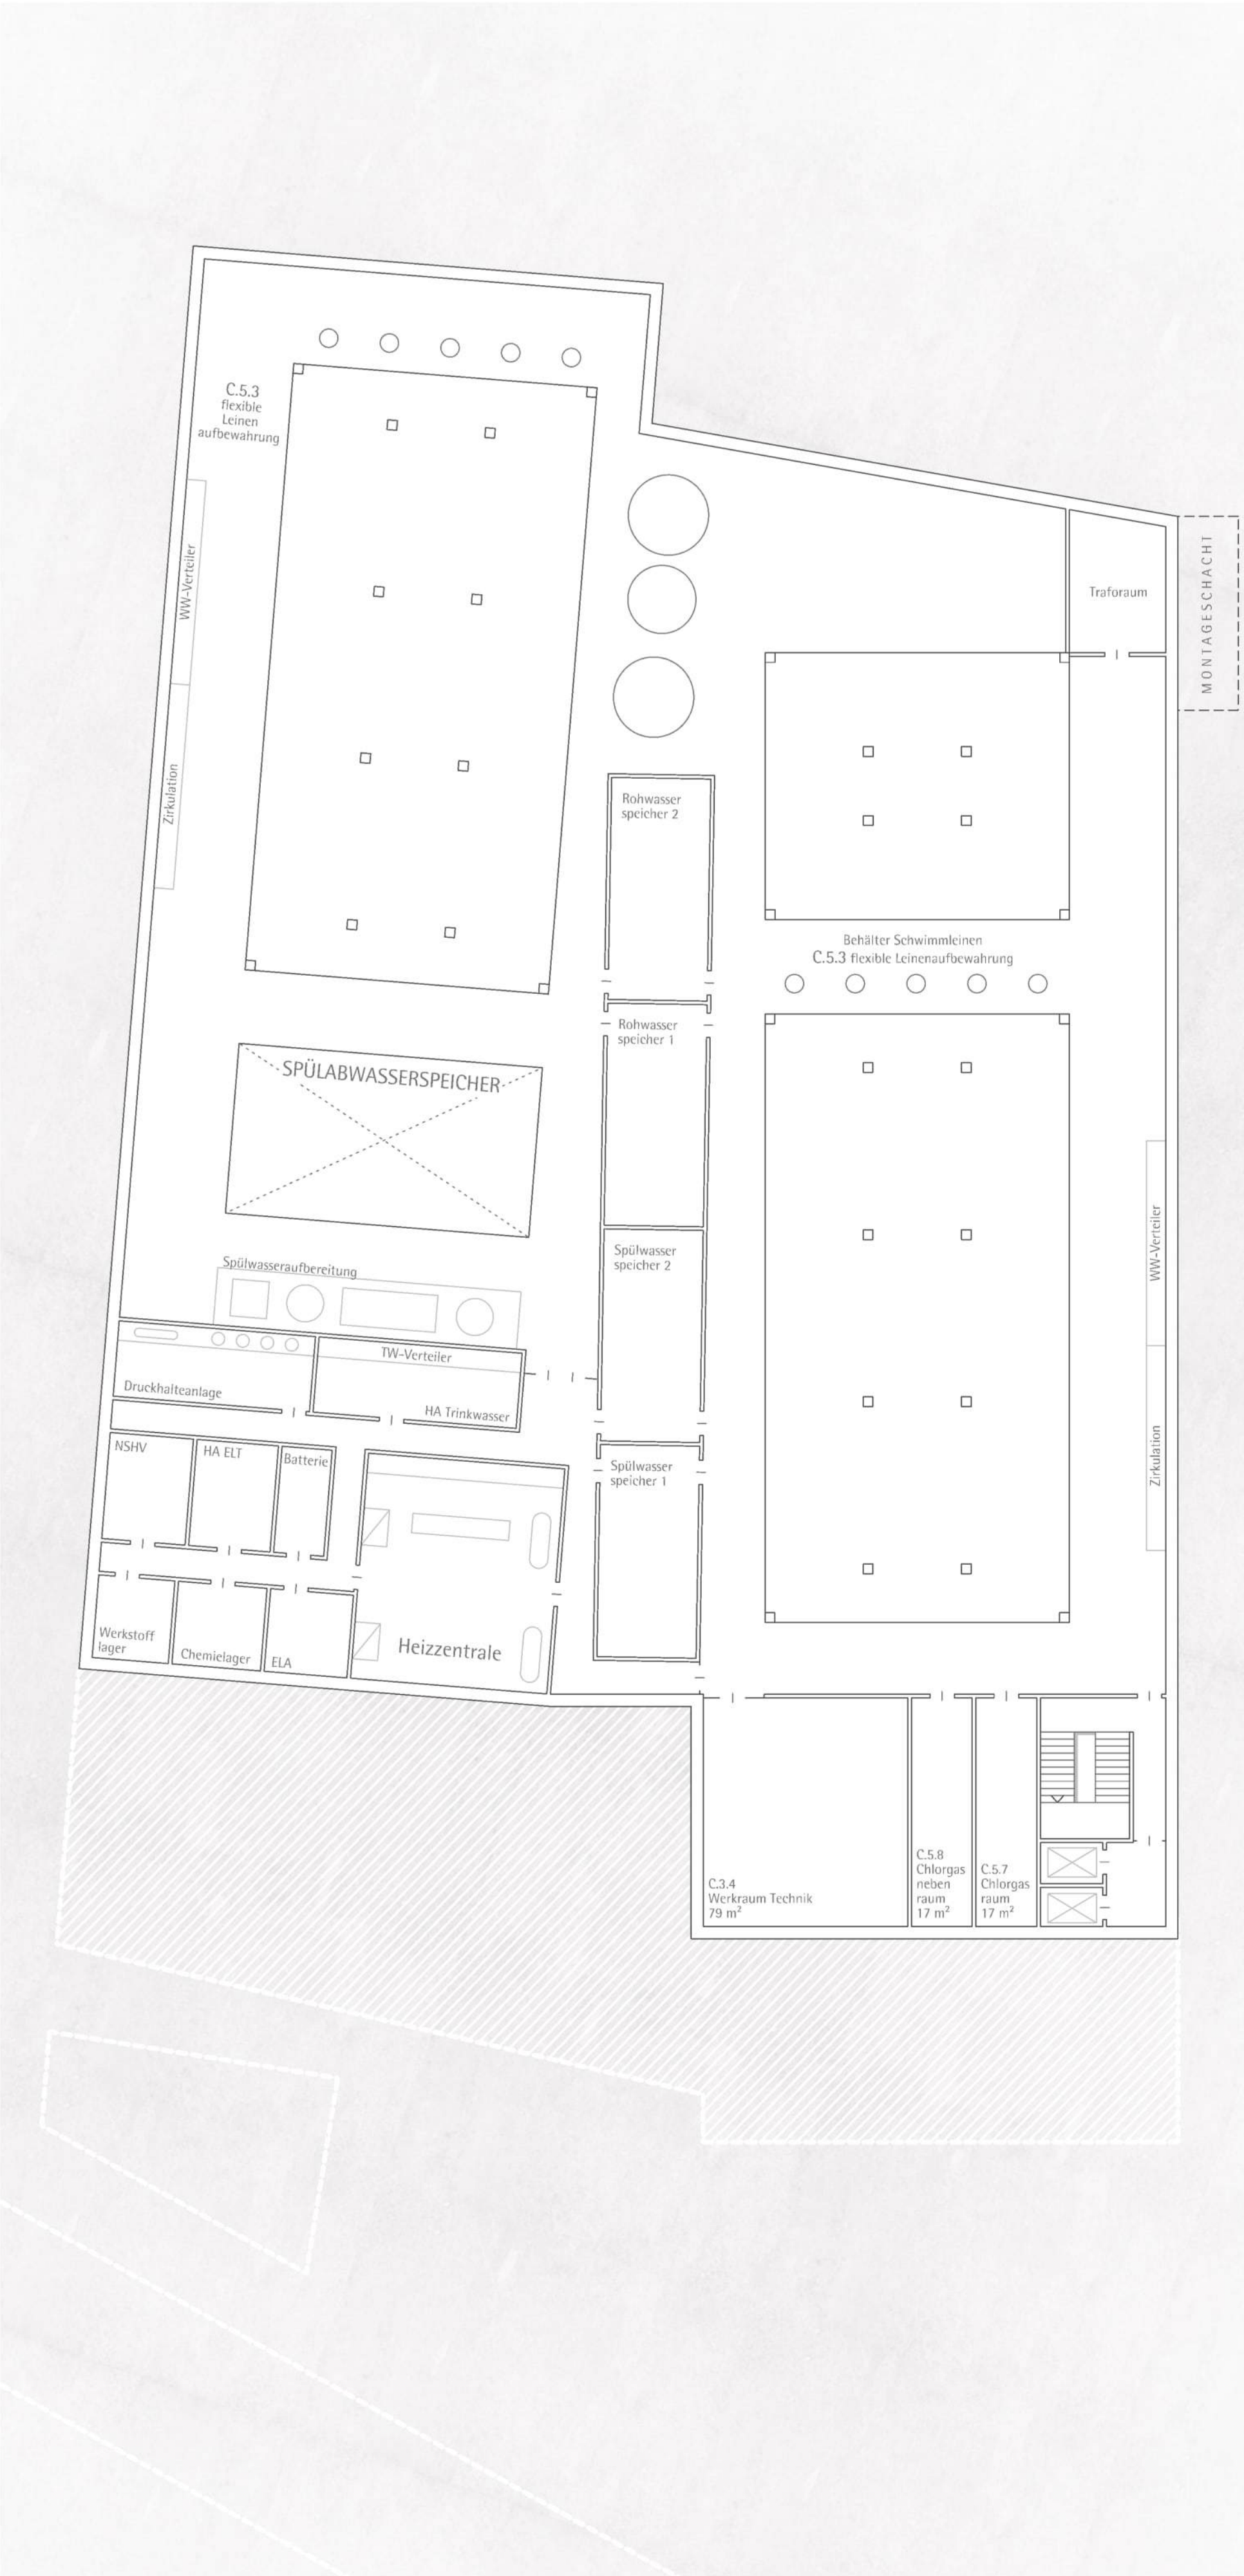 C.5.3
flexible
Leinen
aufbewahrung
WW-Verteiler
Zirkulation
Traforaum
MONTAGESCHACHT
Rohwasser
speicher 2
Behälter Schwimmleinen
C.5.3 flexible Leinenaufbewahrung
Rohwasser
speicher 1
SPÜLABWASSERSPEICHER
Spülwasser
speicher 2
WW-Verteiler
Zirkulation
Spülwasseraufbereitung
TW-Verteiler
Druckhalteanlage
HA Trinkwasser
NSHV
HA ELT
Batterie
Spülwasser
speicher 1
Werkstoff
lager
Chemielager
ELA
Heizzentrale
C.3.4
Werkraum Technik
79 m²
C.5.8
Chlorgas
neben
raum
17 m²
C.5.7
Chlorgas
raum
17 m²